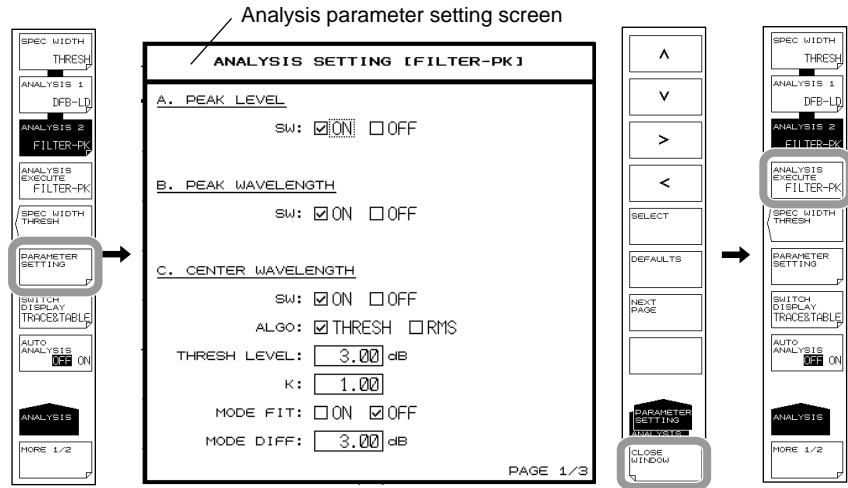 Analysis parameter setting screen
SPEC WIDTH
THRESH
ANALYSIS 1
DFB-LD
ANALYSIS 2
FILTER-PK
ANALYSIS
EXECUTE
FILTER-PK
SPEC WIDTH
THRESH
PARAMETER
SETTING
SWITCH
DISPLAY
TRACE&TABLE
AUTO
ANALYSIS
OFF ON
ANALYSIS
MORE 1/2
ANALYSIS SETTING [FILTER-PK]
A. PEAK LEVEL
SW: ☑ON ☐OFF
B. PEAK WAVELENGTH
SW: ☑ON ☐OFF
C. CENTER WAVELENGTH
SW: ☑ON ☐OFF
ALGO: ☑THRESH ☐RMS
THRESH LEVEL: 3.00 dB
K: 1.00
MODE FIT: ☐ON ☑OFF
MODE DIFF: 3.00 dB
PAGE 1/3
SELECT
DEFAULTS
NEXT
PAGE
PARAMETER
SETTING
ANALYSIS
CLOSE
WINDOW
SPEC WIDTH
THRESH
ANALYSIS 1
DFB-LD
ANALYSIS 2
FILTER-PK
ANALYSIS
EXECUTE
FILTER-PK
SPEC WIDTH
THRESH
PARAMETER
SETTING
SWITCH
DISPLAY
TRACE&TABLE
AUTO
ANALYSIS
OFF ON
ANALYSIS
MORE 1/2